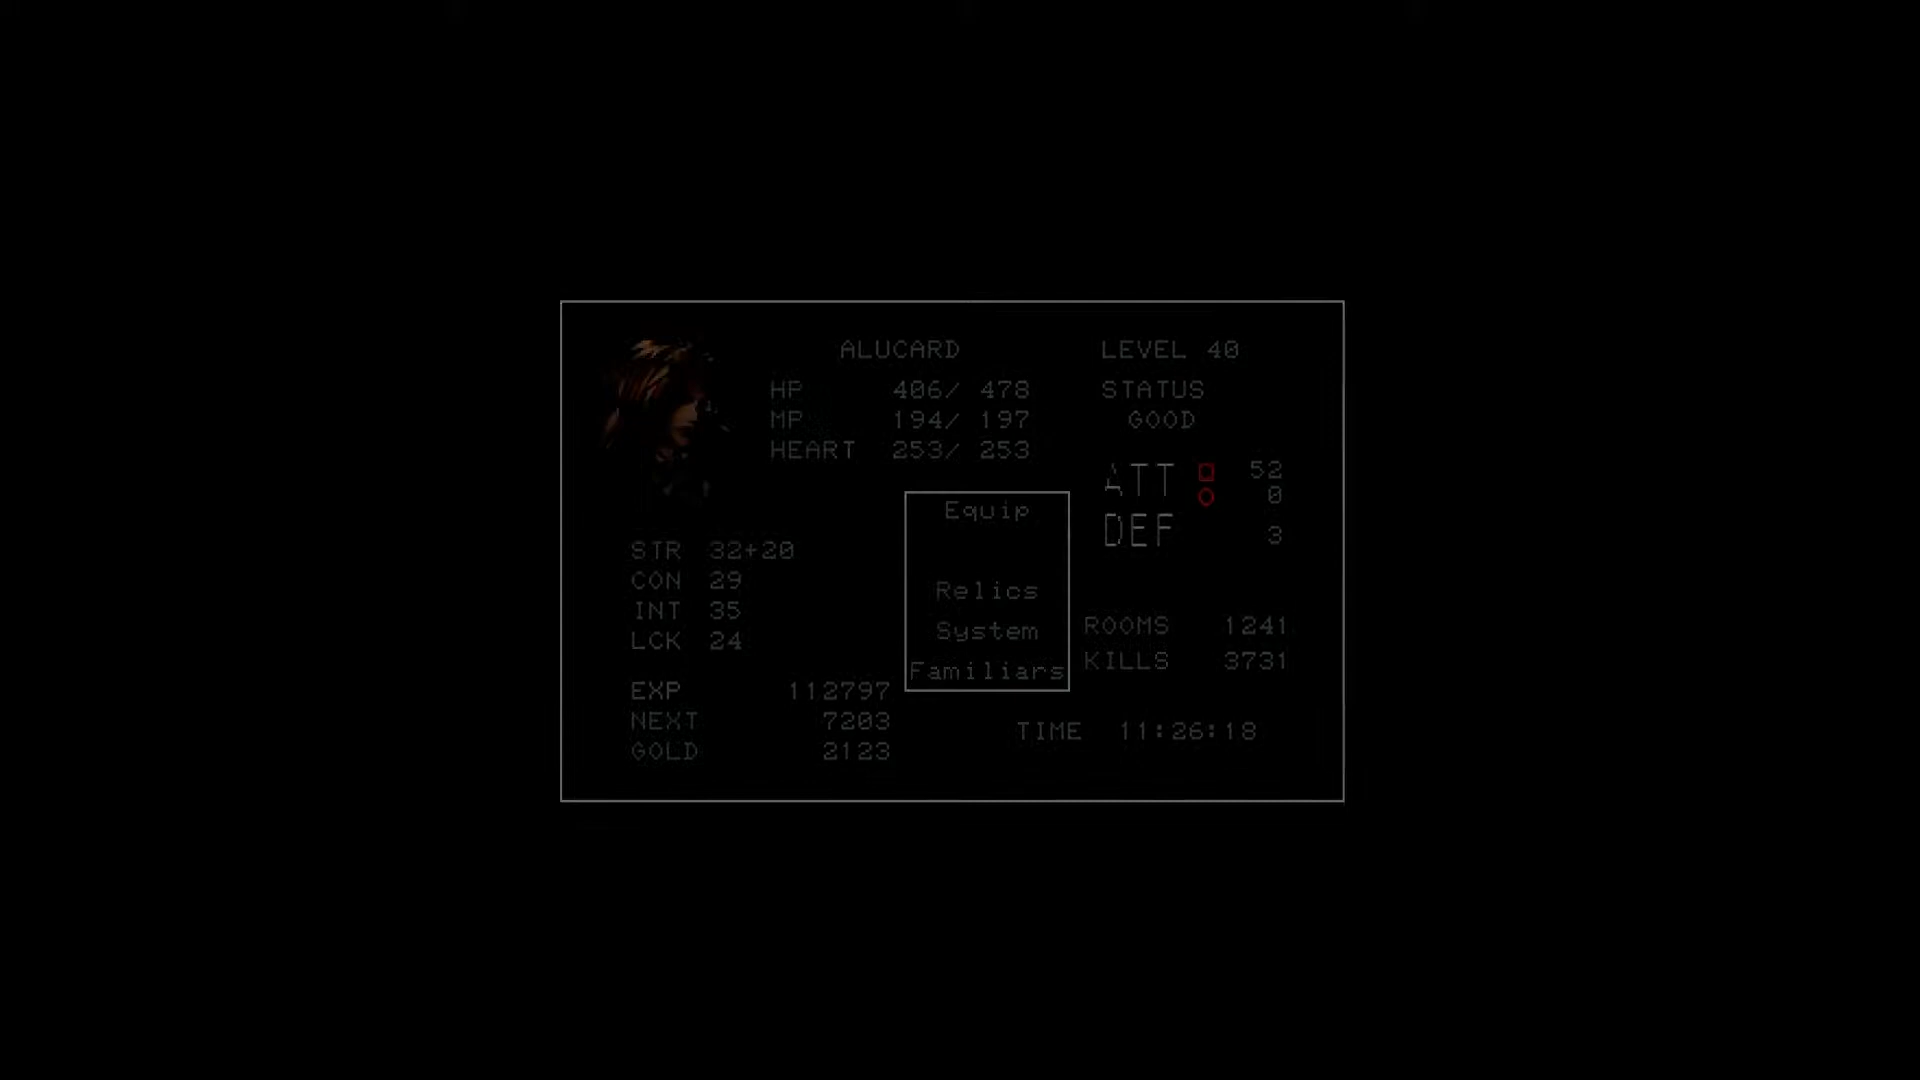 ALUCARD LEVEL 40
HP 406/ 478 STATUS
MP 194/ 197 GOOD
HEART 253/ 253
ATT 52
0
DEF 3
Equip
Relics
System
Familiars
STR 32+20
CON 29
INT 35
LCK 24
ROOMS 1241
KILLS 3731
EXP 112797
NEXT 7203
GOLD 2123
TIME 11:26:18